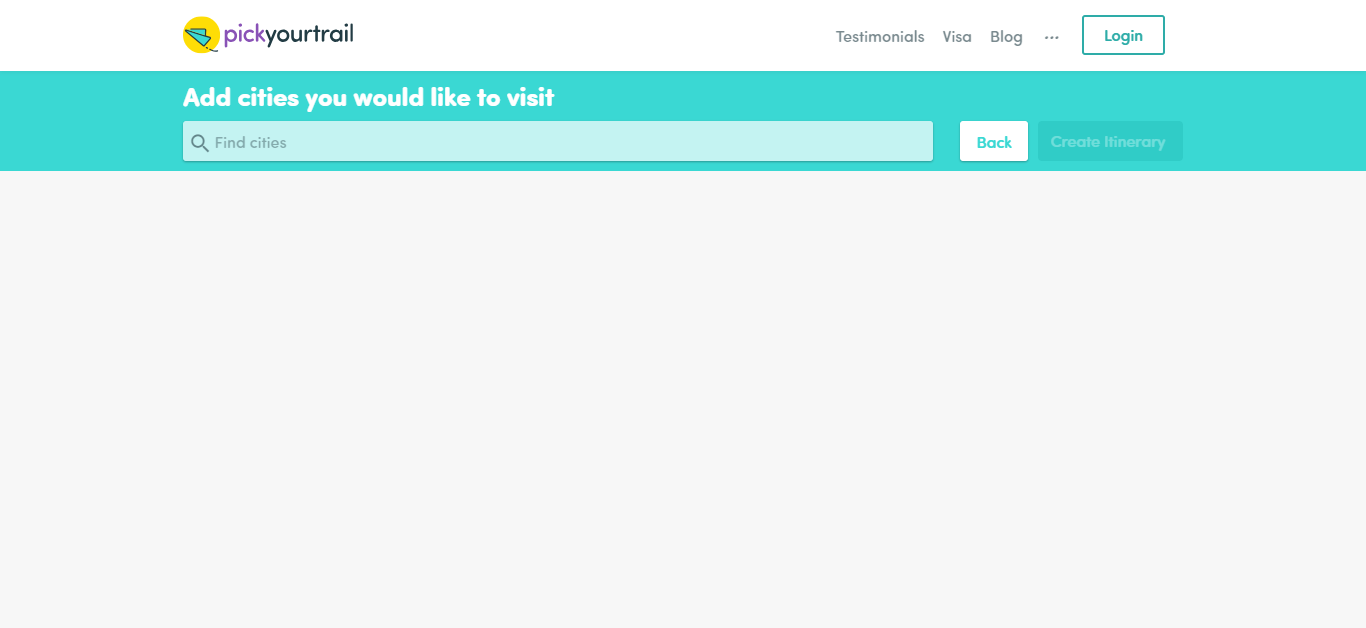 pickyourtrail
Testimonials Visa Blog ... Login
Add cities you would like to visit
Find cities Back Create Itinerary